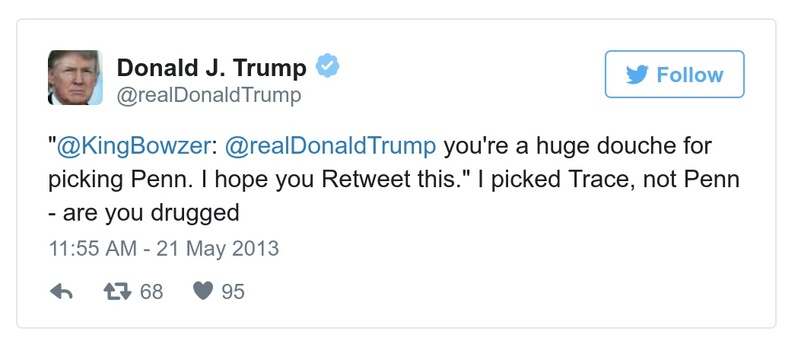 Donald J. Trump
@realDonaldTrump
Follow
"@KingBowzer: @realDonaldTrump you're a huge douche for
picking Penn. I hope you Retweet this." I picked Trace, not Penn
- are you drugged
11:55 AM - 21 May 2013
68 95